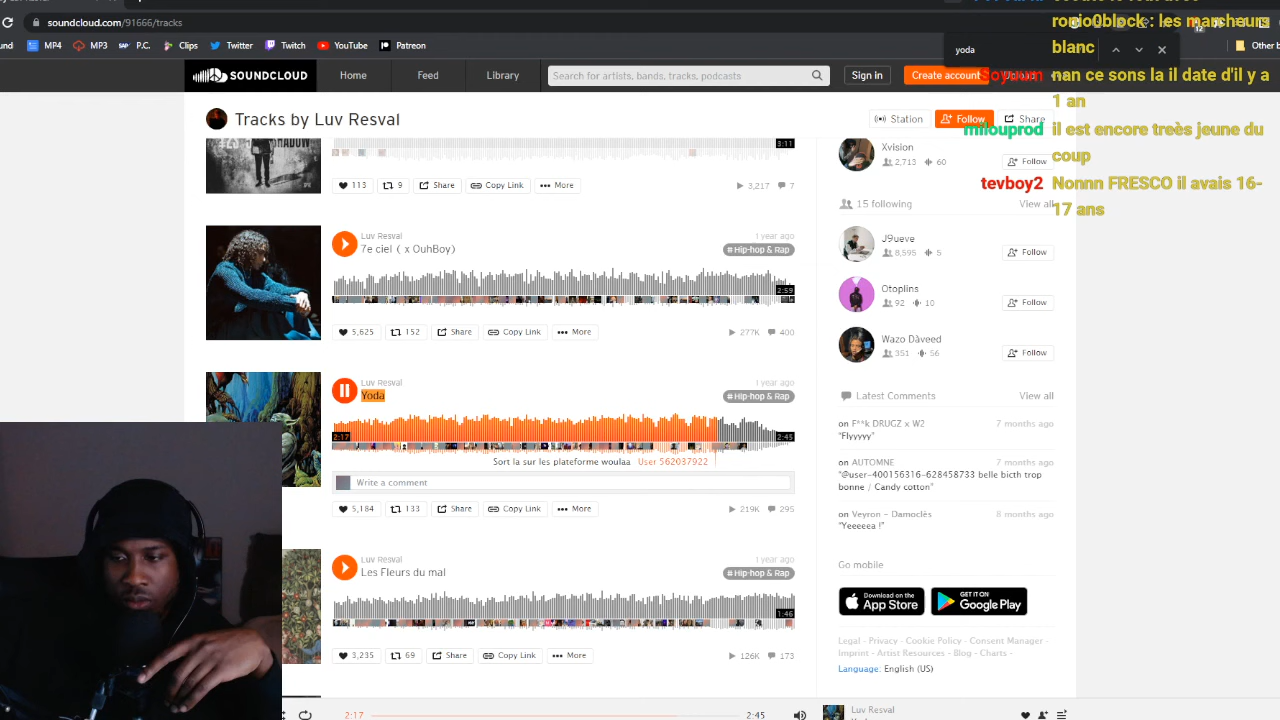 soundcloud.com/91666/tracks
und MP4 MP3 P.C. Clips Twitter Twitch YouTube Patreon Other b
yoda
ronio0block : les marsheurs
blanc
Soyuum nan ce sons la il date d'il y a
1 an
milouprod il est encore treès jeune du
coup
tevboy2 Nonnn FRESCO il avais 16-
17 ans
SOUNDCLOUD Home Feed Library Search for artists, bands, tracks, podcasts Sign in Create account
Tracks by Luv Resval Station Follow Share
SHADOW
3:11
113 9 Share Copy Link More 3,217 7
Luv Resval 1 year ago
7e ciel ( x OuhBoy) # Hip-hop & Rap
2:59
5,625 152 Share Copy Link More 277K 400
Luv Resval 1 year ago
Yoda # Hip-hop & Rap
2:17 2:45
Sort la sur les plateforme woulaa User 562037922
Write a comment
5,184 133 Share Copy Link More 219K 295
Luv Resval 1 year ago
Les Fleurs du mal # Hip-hop & Rap
1:46
3,235 69 Share Copy Link More 126K 173
Xvision
2,713 60 Follow
15 following View all
J9ueve
8,595 5 Follow
Otoplins
92 10 Follow
Wazo Dàveed
351 56 Follow
Latest Comments View all
on F**k DRUGZ x W2 7 months ago
"Flyyyyy"
on AUTOMNE 7 months ago
"@user-400156316-628458733 belle bicth trop
bonne / Candy cotton"
on Veyron - Damoclès 8 months ago
"Yeeeeea !"
Go mobile
Download on the App Store GET IT ON Google Play
Legal - Privacy - Cookie Policy - Consent Manager -
Imprint - Artist Resources - Blog - Charts -
Language: English (US)
2:17 2:45 Luv Resval